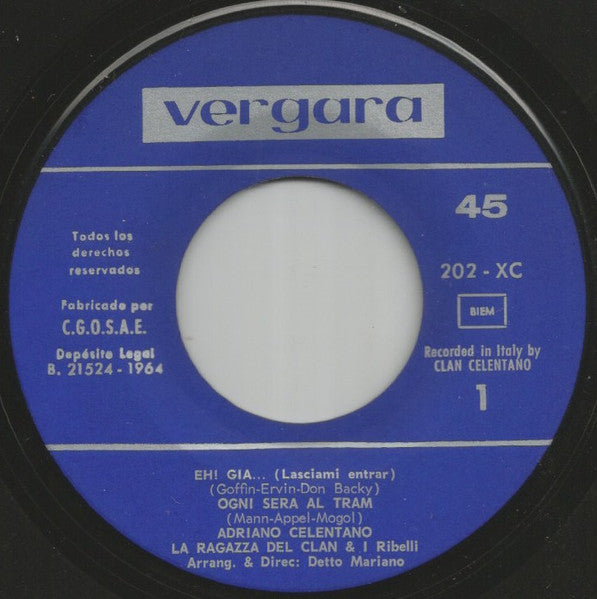 vergara
45
Todos los
derechos
reservados
202 - XC
BIEM
Fabricado por
C.G.O.S.A.E.
Depósito Legal
B. 21524 - 1964
Recorded in Italy by
CLAN CELENTANO
1
EH! GIA... (Lasciami entrar)
(Goffin-Ervin-Don Backy)
OGNI SERA AL TRAM
(Mann-Appel-Mogol)
ADRIANO CELENTANO
LA RAGAZZA DEL CLAN & I Ribelli
Arrang. & Direc: Detto Mariano